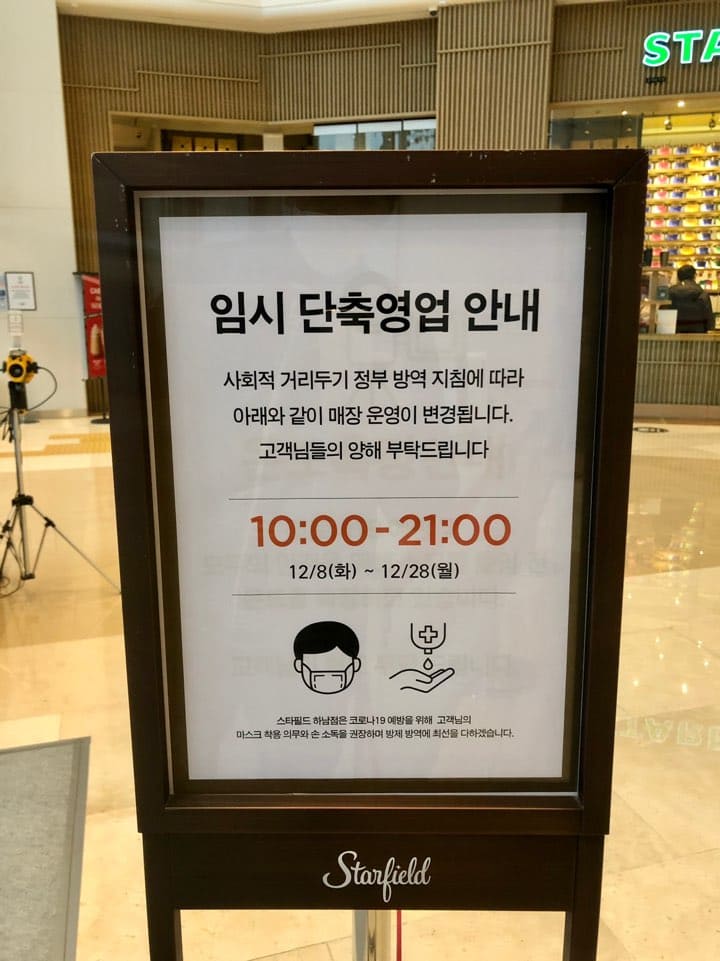 STA
임시 단축영업 안내
사회적 거리두기 정부 방역 지침에 따라
아래와 같이 매장 운영이 변경됩니다.
고객님들의 양해 부탁드립니다
10:00 - 21:00
12/8(화) ~ 12/28(월)
스타필드 하남점은 코로나19 예방을 위해 고객님의
마스크 착용 의무와 손 소독을 권장하며 방제 방역에 최선을 다하겠습니다.
Starfield